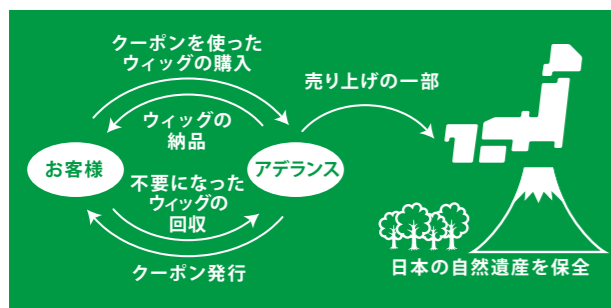 クーポンを使った
ウィッグの購入
売り上げの一部
ウィッグの
納品
お客様
アデランス
不要になった
ウィッグの
回収
クーポン発行
日本の自然遺産を保全